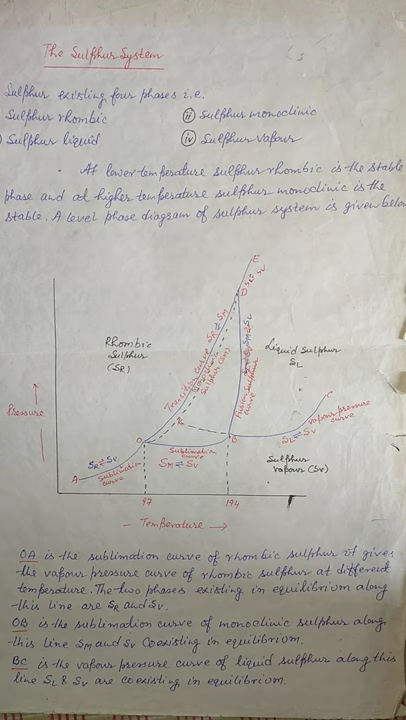 The Sulphur System
Sulphur existing four phases i.e.
Sulphur rhombic (ii) Sulphur monoclinic
) Sulphur liquid (iv) Sulphur vapour
At lower temperature sulphur rhombic is the stable
phase and at higher temperature sulphur monoclinic is the
stable. A level phase diagram of sulphur system is given below
E
D
Rhombic
Sulphur
(SR)
Transition curve SR ⇌ SM
Liquid Sulphur
SL
Pressure
O
B
C
A
SR ⇌ SV
Sublimation
curve
Sublimation
curve
SM ⇌ SV
SL ⇌ SV
vapour pressure
curve
Sulphur
vapour (SV)
97
194
– Temperature →
OA is the sublimation curve of rhombic sulphur it gives
the vapour pressure curve of rhombic sulphur at different
temperature. The two phases existing in equilibrium along
this line are SR and SV.
OB is the sublimation curve of monoclinic sulphur along
this line SM and SV Coexisting in equilibrium.
BC is the vapour pressure curve of liquid sulphur along this
line SL & SV are coexisting in equilibrium.